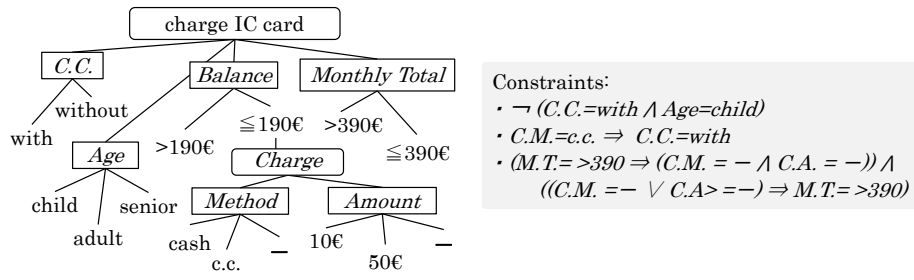 charge IC card
C.C.
Balance
Monthly Total
with
without
>190€
≦190€
>390€
≦390€
Age
Charge
child
adult
senior
Method
Amount
cash
c.c.
–
10€
50€
–
Constraints:
・¬ (C.C.=with ∧ Age=child)
・C.M.=c.c. ⇒ C.C.=with
・(M.T.= >390 ⇒ (C.M. = – ∧ C.A. = –)) ∧
((C.M. =– ∨ C.A> =–) ⇒ M.T.= >390)